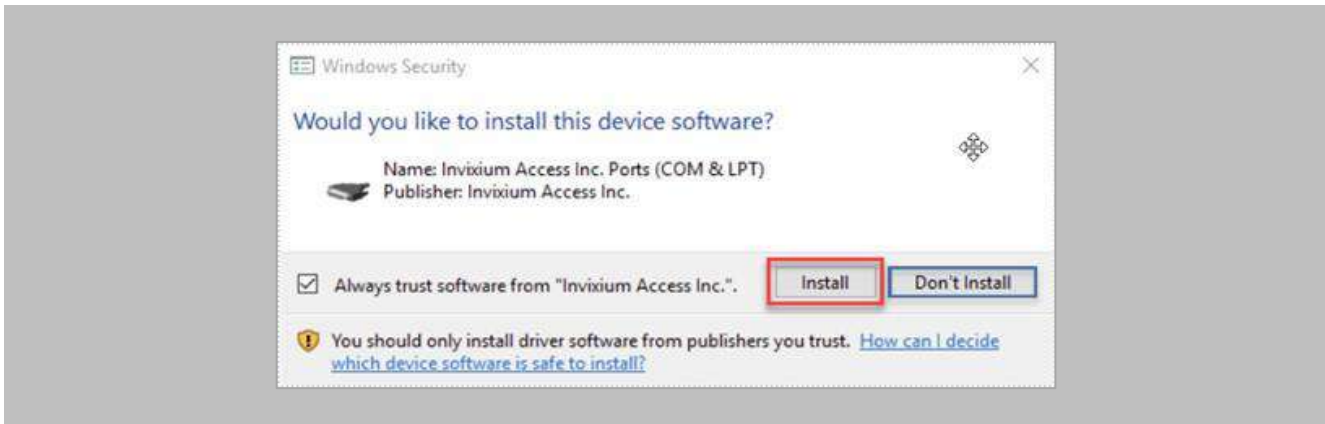 Windows Security
Would you like to install this device software?
Name: Invixium Access Inc. Ports (COM & LPT)
Publisher: Invixium Access Inc.
Always trust software from "Invixium Access Inc.".
Install
Don't Install
You should only install driver software from publishers you trust. How can I decide
which device software is safe to install?